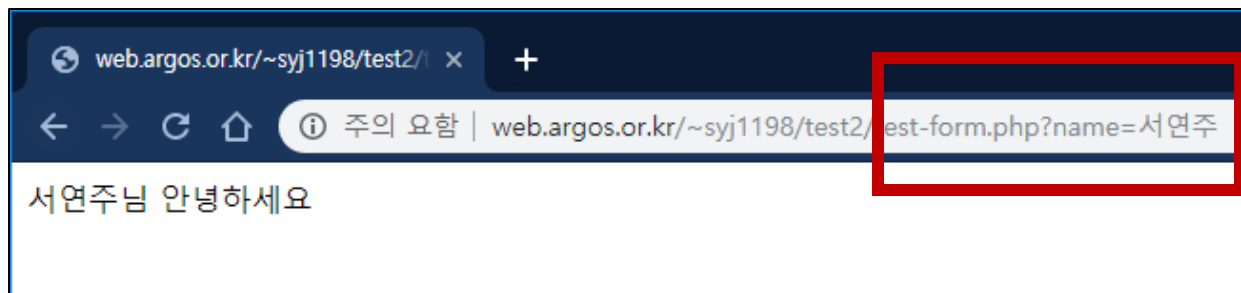 web.argos.or.kr/~syj1198/test2/
주의 요함 web.argos.or.kr/~syj1198/test2/test-form.php?name=서연주
서연주님 안녕하세요